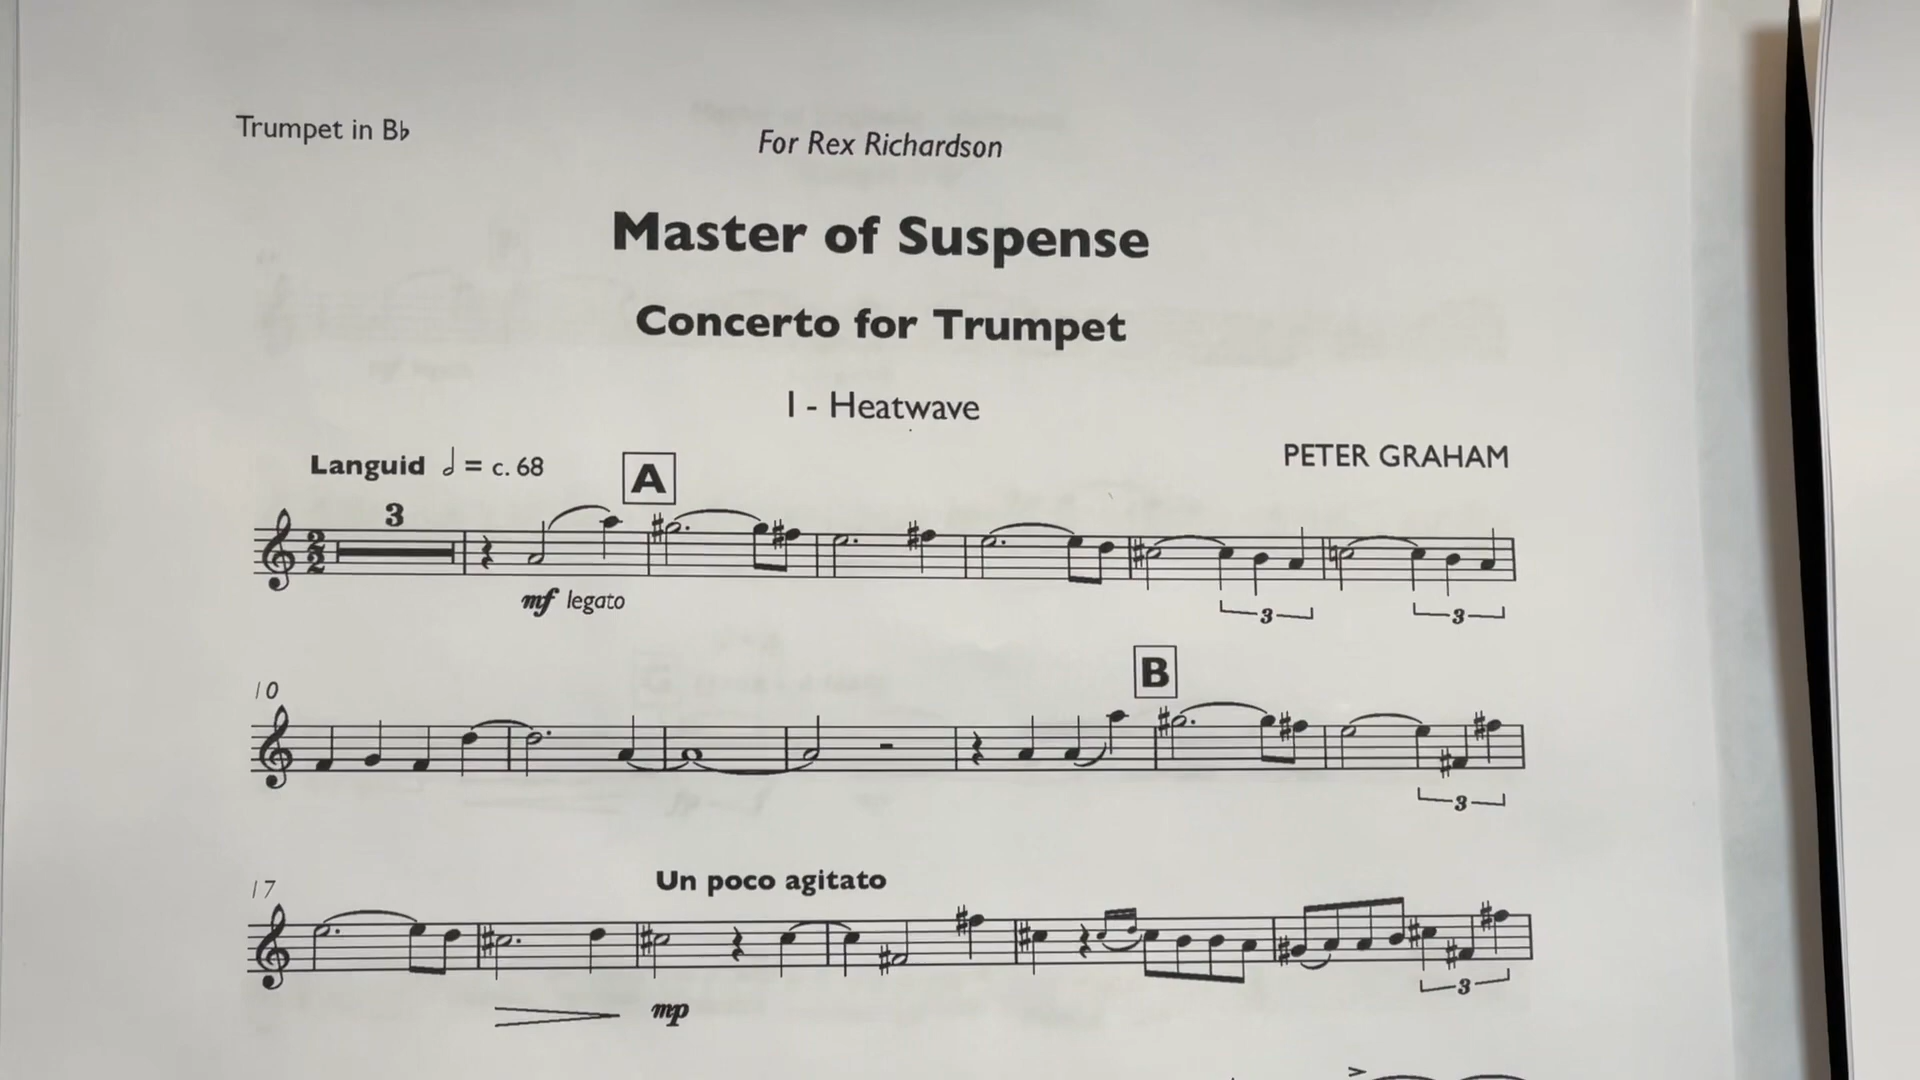 Trumpet in B♭
For Rex Richardson
Master of Suspense
Concerto for Trumpet
I - Heatwave
PETER GRAHAM
Languid 𝅗𝅥 = c. 68
A
3
mf legato
3
3
10
B
3
17
Un poco agitato
mp
3